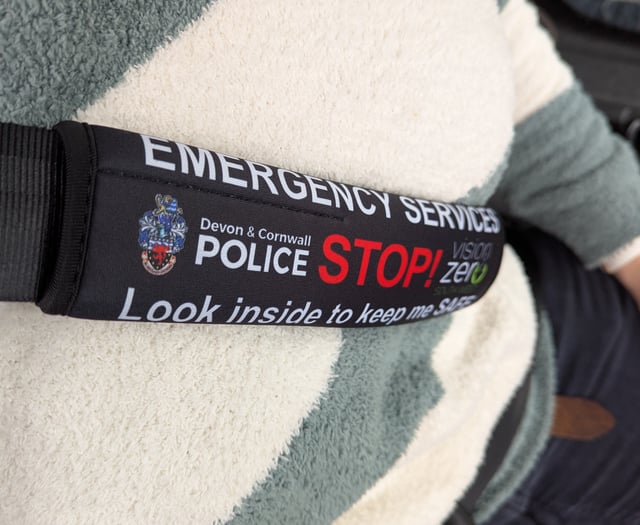 EMERGENCY SERVICES
Devon & Cornwall
POLICE
STOP!
vision
zero
Look inside to keep me SAFE